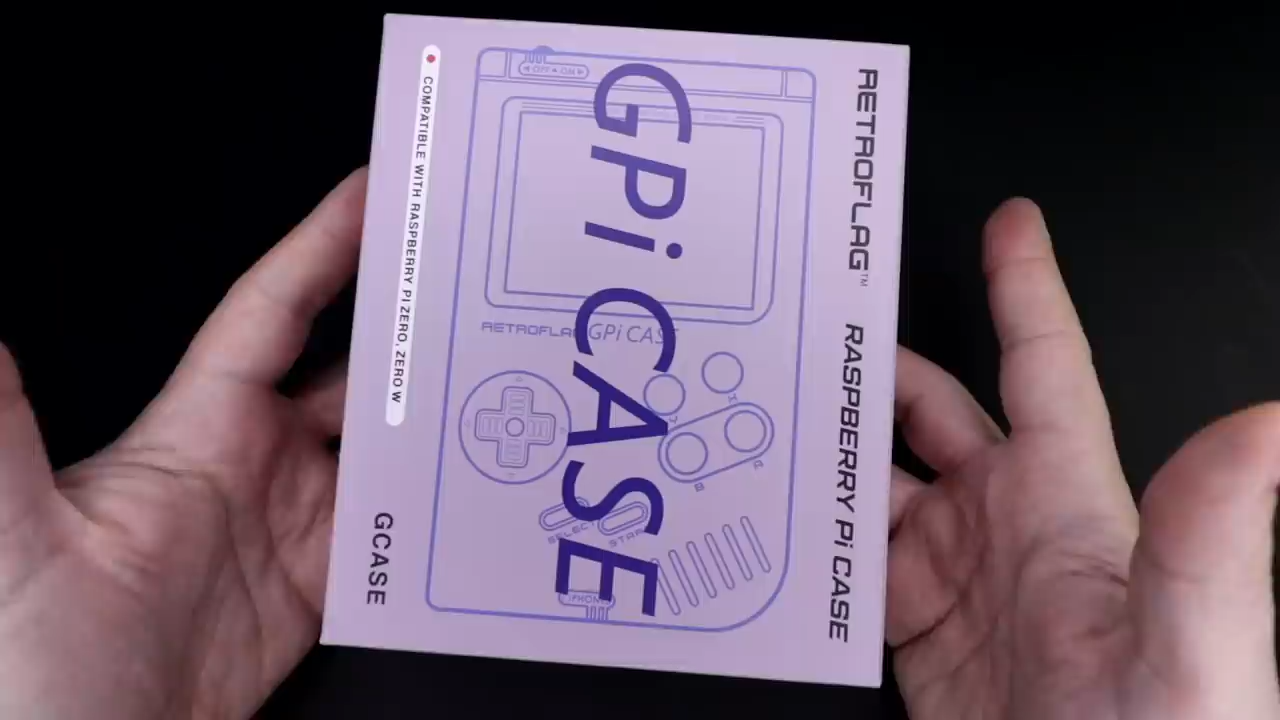 RETROFLAG™ RASPBERRY Pi CASE
GPi CASE
COMPATIBLE WITH RASPBERRY PI ZERO, ZERO W
GCASE
OFF ON
RETROFLAG GPi CASE
A
B
X
Y
SELECT
START
PHONE